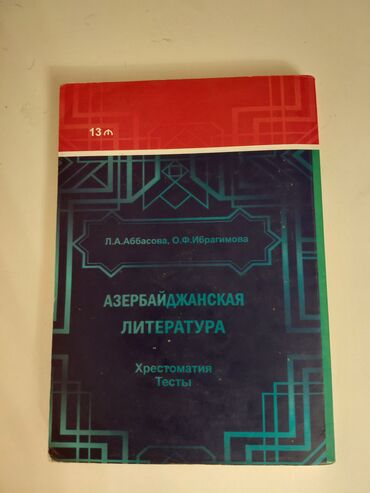 13 ₼
Л.А.Аббасова, О.Ф.Ибрагимова
АЗЕРБАЙДЖАНСКАЯ
ЛИТЕРАТУРА
Хрестоматия
Тесты